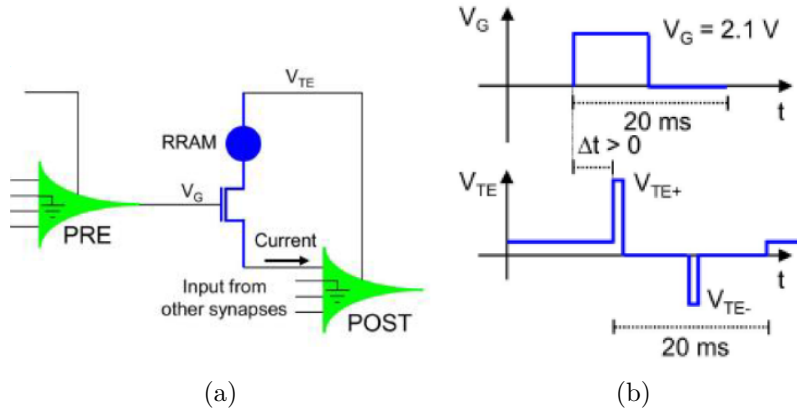 V_TE
RRAM
V_G
PRE
Current
Input from
other synapses
POST
(a)
V_G
V_G = 2.1 V
t
20 ms
Δt > 0
V_TE
V_TE+
t
V_TE-
20 ms
(b)